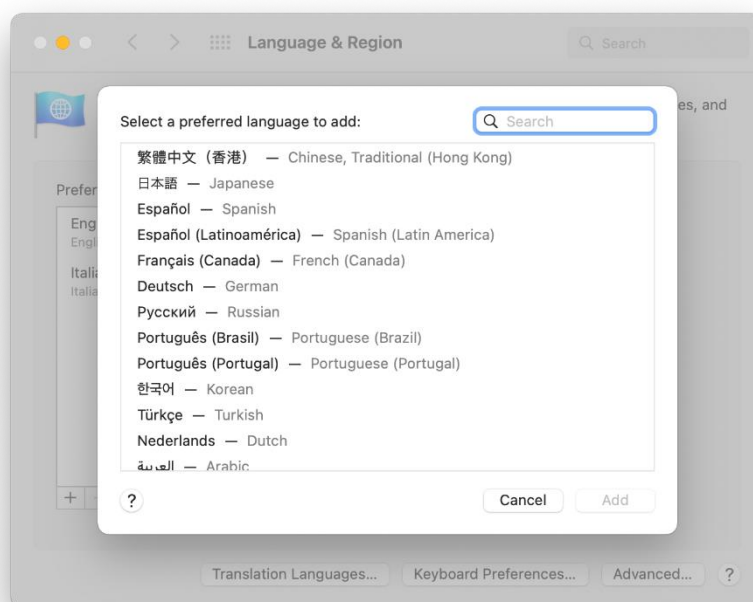 Language & Region
Search
es, and
Select a preferred language to add:
Search
繁體中文（香港） — Chinese, Traditional (Hong Kong)
日本語 — Japanese
Español — Spanish
Español (Latinoamérica) — Spanish (Latin America)
Français (Canada) — French (Canada)
Deutsch — German
Русский — Russian
Português (Brasil) — Portuguese (Brazil)
Português (Portugal) — Portuguese (Portugal)
한국어 — Korean
Türkçe — Turkish
Nederlands — Dutch
العربية — Arabic
Prefer
Eng
Engli
Itali
Italia
+
?
Cancel
Add
Translation Languages...
Keyboard Preferences...
Advanced...
?